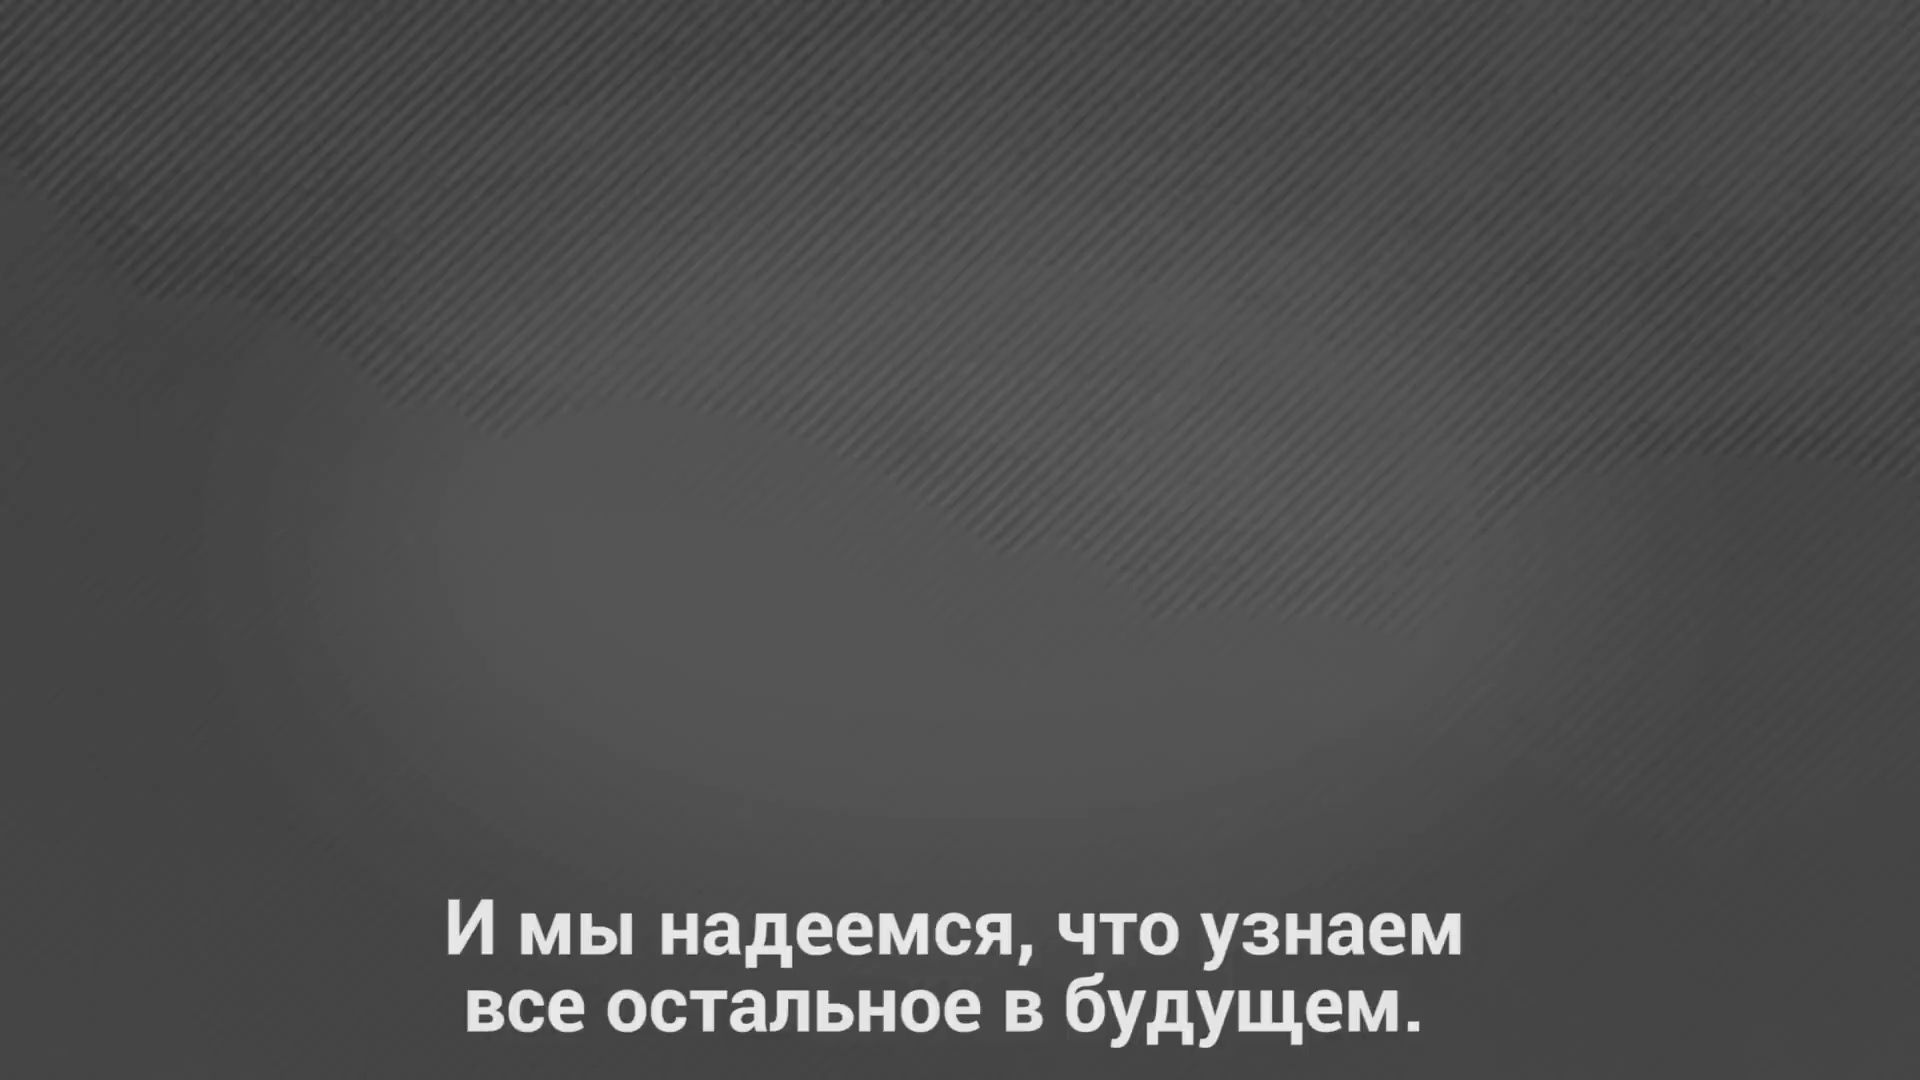 И мы надеемся, что узнаем
все остальное в будущем.